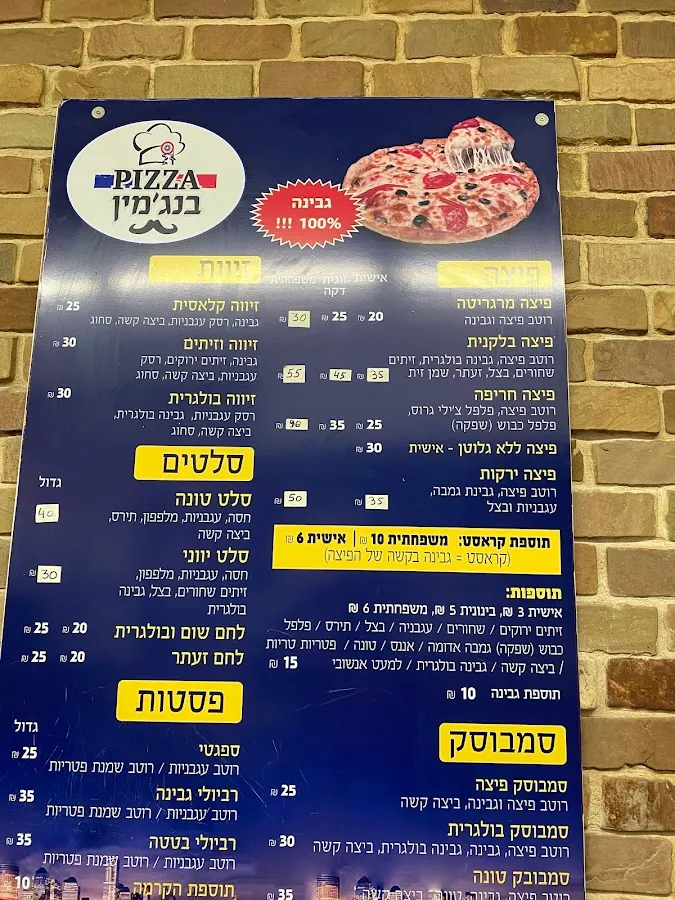 PIZZA
בנג'מין
גבינה
100% !!!
פיצה
אישית זוגית משפחתית
דקה
פיצה מרגריטה
רוטב פיצה וגבינה
₪ 20 ₪ 25 ₪ 30
פיצה בלקנית
רוטב פיצה, גבינה בולגרית, זיתים
שחורים, בצל, זעתר, שמן זית
₪ 35 ₪ 45 ₪ 55
פיצה חריפה
רוטב פיצה, פלפל צ'ילי גרוס,
פלפל כבוש (שפקה)
₪ 25 ₪ 35 ₪ 90
פיצה ללא גלוטן - אישית ₪ 30
פיצה ירקות
רוטב פיצה, גבינת גמבה,
עגבניות ובצל
₪ 35 ₪ 50
תוספת קראסט: משפחתית 10 ₪ | אישית 6 ₪
(קראסט = גבינה בקשה של הפיצה)
תוספות:
אישית 3 ₪, בינונית 5 ₪, משפחתית 6 ₪
זיתים ירוקים / שחורים / עגבניה / בצל / תירס / פלפל
כבוש (שפקה) גמבה אדומה / אננס / טונה / פטריות טריות
/ ביצה קשה / גבינה בולגרית / למעט אנשובי 15 ₪
תוספת גבינה 10 ₪
סמבוסק
סמבוסק פיצה
רוטב פיצה וגבינה, ביצה קשה
₪ 25
סמבוסק בולגרית
רוטב פיצה, גבינה, גבינה בולגרית, ביצה קשה
₪ 30
סמבובק טונה
רוטב פיצה, גבינה, טונה, ביצה קשה
₪ 35
זיוות
זיווה קלאסית
גבינה, רסק עגבניות, ביצה קשה, סחוג
₪ 25
זיווה וזיתים
גבינה, זיתים ירוקים, רסק
עגבניות, ביצה קשה, סחוג
₪ 30
זיווה בולגרית
רסק עגבניות, גבינה בולגרית,
ביצה קשה, סחוג
₪ 30
סלטים
גדול
סלט טונה
חסה, עגבניות, מלפפון, תירס,
ביצה קשה
40
סלט יווני
חסה, עגבניות, מלפפון,
זיתים שחורים, בצל, גבינה
בולגרית
₪ 30
לחם שום ובולגרית ₪ 20 ₪ 25
לחם זעתר ₪ 20 ₪ 25
פסטות
גדול
ספגטי
רוטב עגבניות / רוטב שמנת פטריות
₪ 25
רביולי גבינה
רוטב עגבניות / רוטב שמנת פטריות
₪ 35
רביולי בטטה
רוטב עגבניות / רוטב שמנת פטריות
₪ 35
תוספת הקרמה
10